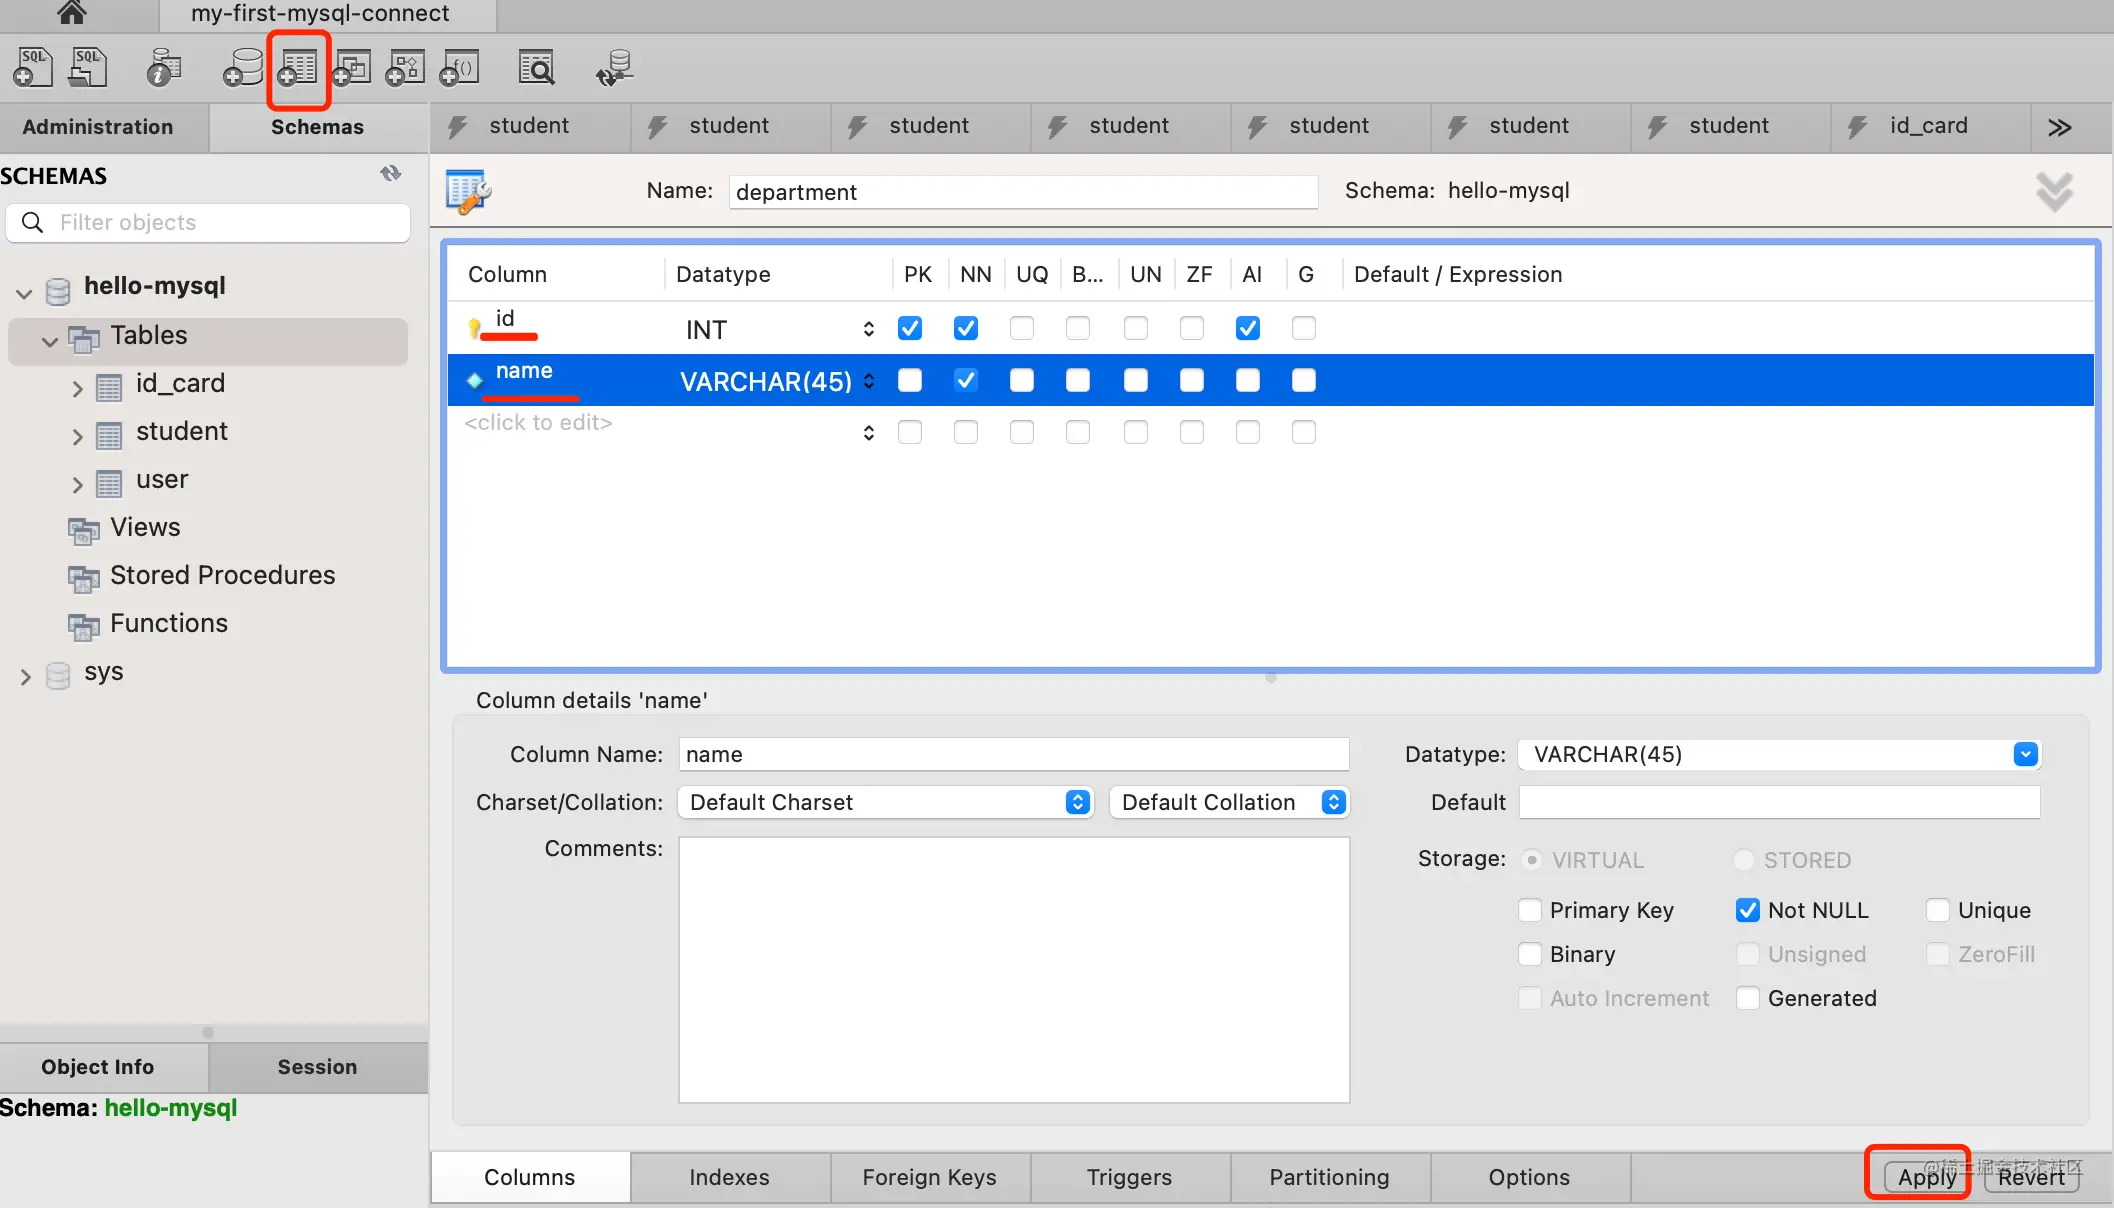 my-first-mysql-connect
SQL SQL
Administration Schemas
student student student student student student student id_card
SCHEMAS
Filter objects
hello-mysql
Tables
id_card
student
user
Views
Stored Procedures
Functions
sys
Object Info Session
Schema: hello-mysql
Name: department Schema: hello-mysql
Column Datatype PK NN UQ B... UN ZF AI G Default / Expression
id INT
name VARCHAR(45)
<click to edit>
Column details 'name'
Column Name: name Datatype: VARCHAR(45)
Charset/Collation: Default Charset Default Collation Default
Comments: Storage: VIRTUAL STORED
Primary Key Not NULL Unique
Binary Unsigned ZeroFill
Auto Increment Generated
Columns Indexes Foreign Keys Triggers Partitioning Options Apply Revert
@稀土掘金技术社区